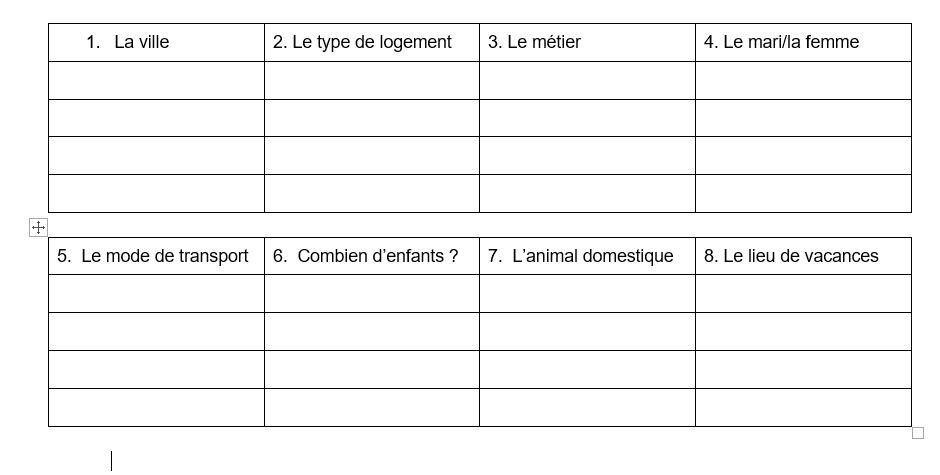 1. La ville
2. Le type de logement
3. Le métier
4. Le mari/la femme
5. Le mode de transport
6. Combien d’enfants ?
7. L’animal domestique
8. Le lieu de vacances